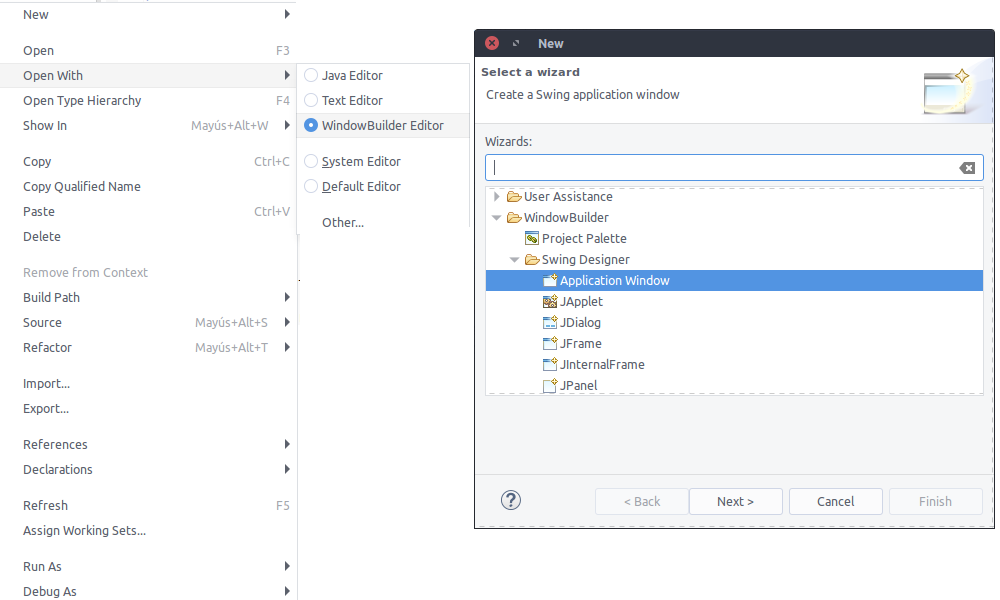 New
Open F3
Open With
Open Type Hierarchy F4
Show In Mayús+Alt+W
Copy Ctrl+C
Copy Qualified Name
Paste Ctrl+V
Delete
Remove from Context
Build Path
Source Mayús+Alt+S
Refactor Mayús+Alt+T
Import...
Export...
References
Declarations
Refresh F5
Assign Working Sets...
Run As
Debug As
Java Editor
Text Editor
WindowBuilder Editor
System Editor
Default Editor
Other...
New
Select a wizard
Create a Swing application window
Wizards:
User Assistance
WindowBuilder
Project Palette
Swing Designer
Application Window
JApplet
JDialog
JFrame
JInternalFrame
JPanel
? < Back Next > Cancel Finish